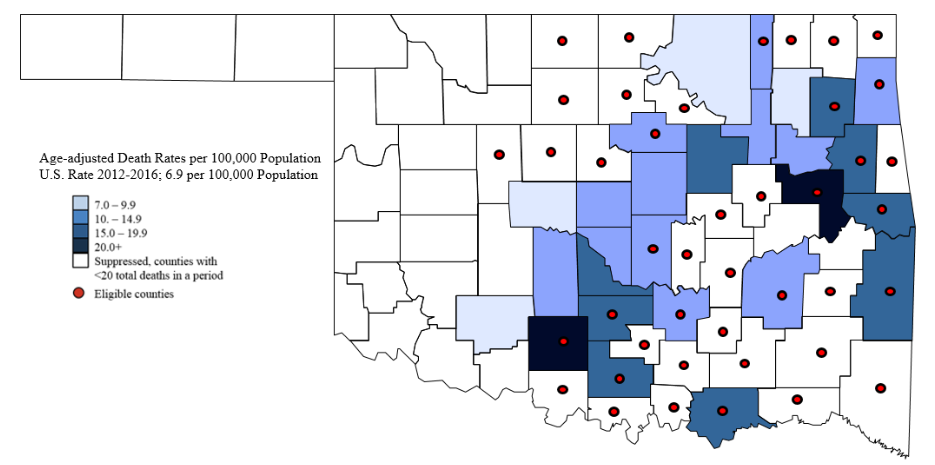 Age-adjusted Death Rates per 100,000 Population
U.S. Rate 2012-2016; 6.9 per 100,000 Population
7.0 – 9.9
10. – 14.9
15.0 – 19.9
20.0+
Suppressed, counties with
<20 total deaths in a period
Eligible counties